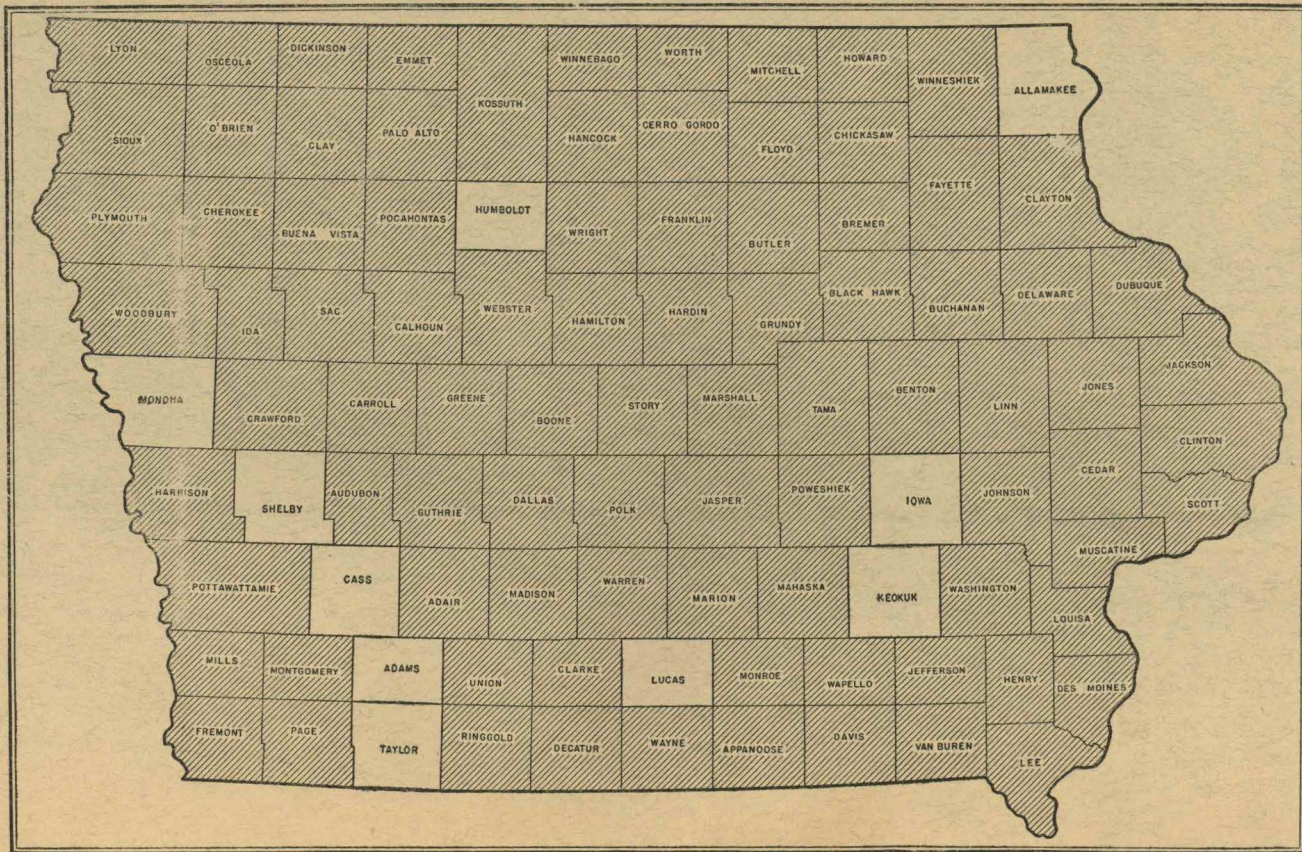 LYON
OSCEOLA
DICKINSON
EMMET
KOSSUTH
WINNEBAGO
WORTH
MITCHELL
HOWARD
WINNESHIEK
ALLAMAKEE
SIOUX
O'BRIEN
CLAY
PALO ALTO
HANCOCK
CERRO GORDO
FLOYD
CHICKASAW
FAYETTE
CLAYTON
PLYMOUTH
CHEROKEE
BUENA VISTA
POCAHONTAS
HUMBOLDT
WRIGHT
FRANKLIN
BUTLER
BREMER
WOODBURY
IDA
SAC
CALHOUN
WEBSTER
HAMILTON
HARDIN
GRUNDY
BLACK HAWK
BUCHANAN
DELAWARE
DUBUQUE
MONONA
CRAWFORD
CARROLL
GREENE
BOONE
STORY
MARSHALL
TAMA
BENTON
LINN
JONES
JACKSON
HARRISON
SHELBY
AUDUBON
GUTHRIE
DALLAS
POLK
JASPER
POWESHIEK
IOWA
JOHNSON
CEDAR
CLINTON
SCOTT
POTTAWATTAMIE
CASS
ADAIR
MADISON
WARREN
MARION
MAHASKA
KEOKUK
WASHINGTON
MUSCATINE
LOUISA
MILLS
MONTGOMERY
ADAMS
UNION
CLARKE
LUCAS
MONROE
WAPELLO
JEFFERSON
HENRY
DES MOINES
FREMONT
PAGE
TAYLOR
RINGGOLD
DECATUR
WAYNE
APPANOOSE
DAVIS
VAN BUREN
LEE